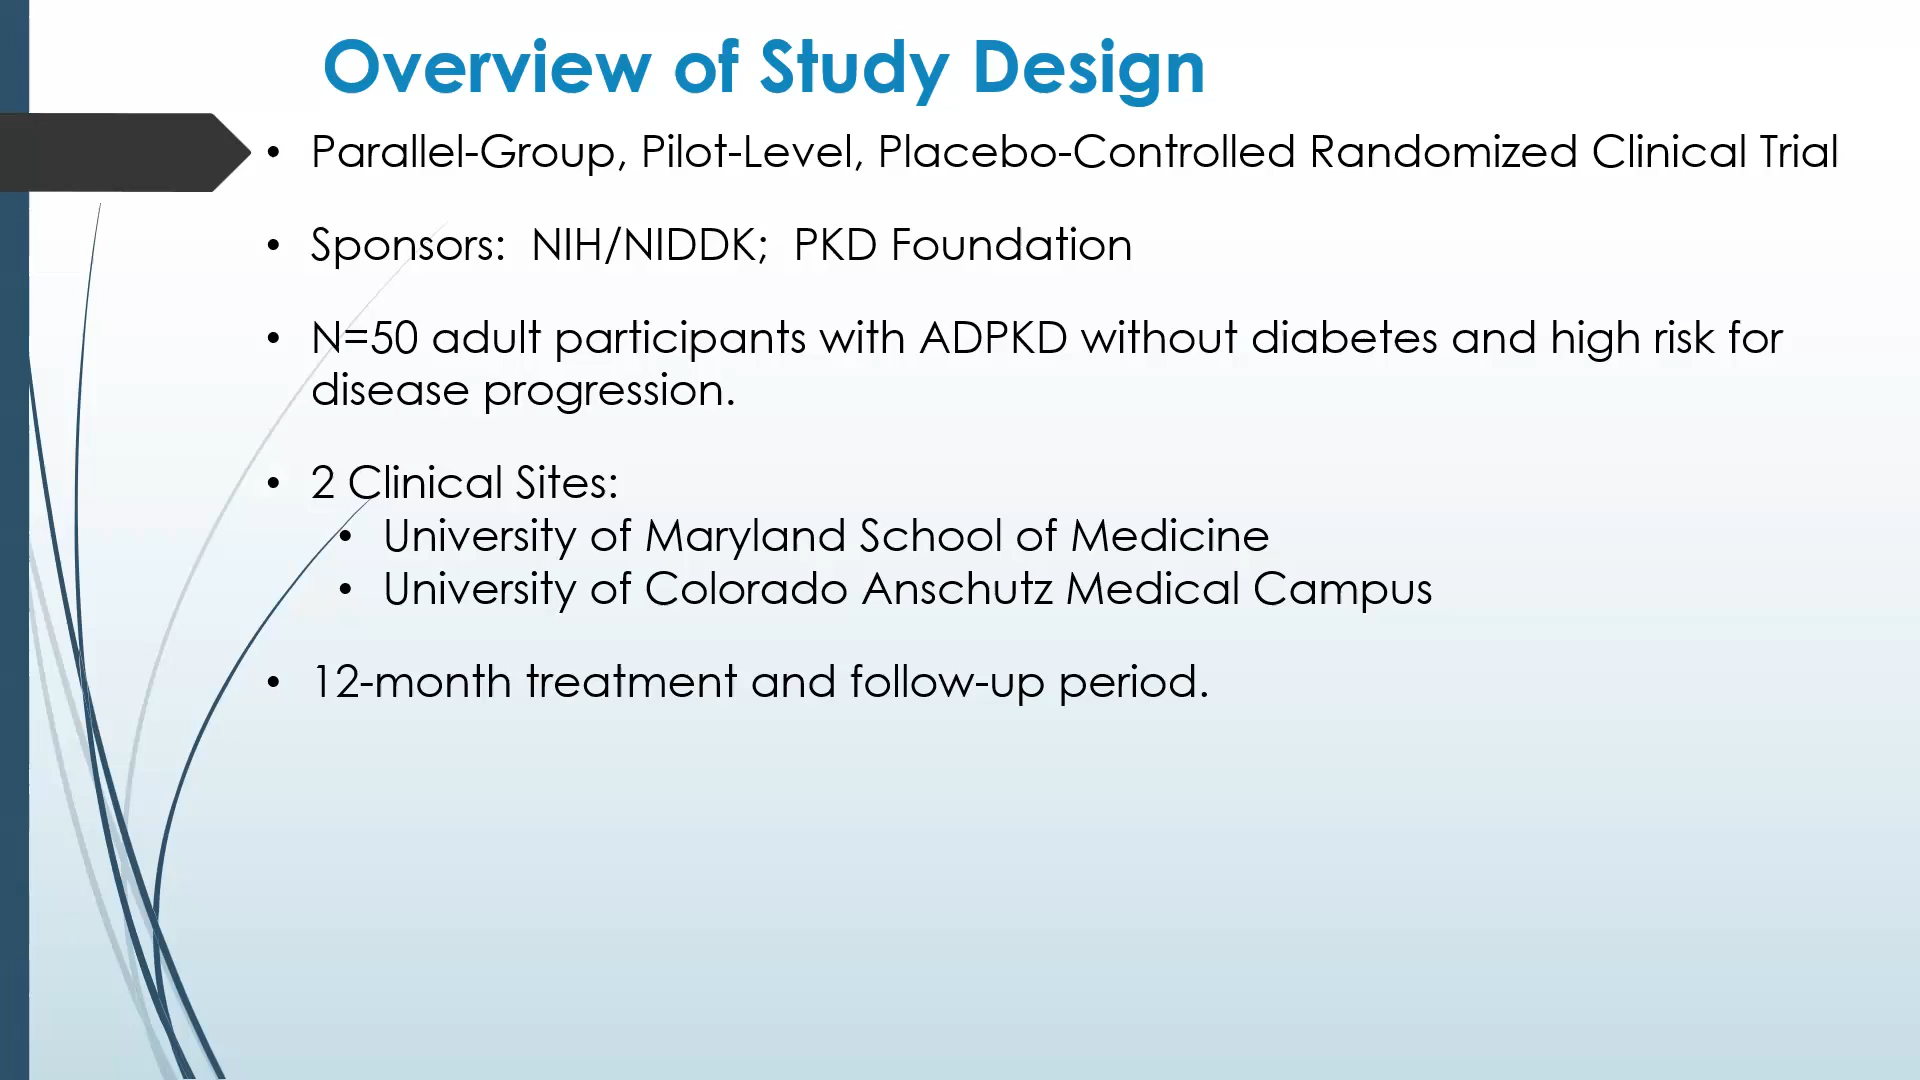 Overview of Study Design
• Parallel-Group, Pilot-Level, Placebo-Controlled Randomized Clinical Trial
• Sponsors:  NIH/NIDDK;  PKD Foundation
• N=50 adult participants with ADPKD without diabetes and high risk for
disease progression.
• 2 Clinical Sites:
• University of Maryland School of Medicine
• University of Colorado Anschutz Medical Campus
• 12-month treatment and follow-up period.